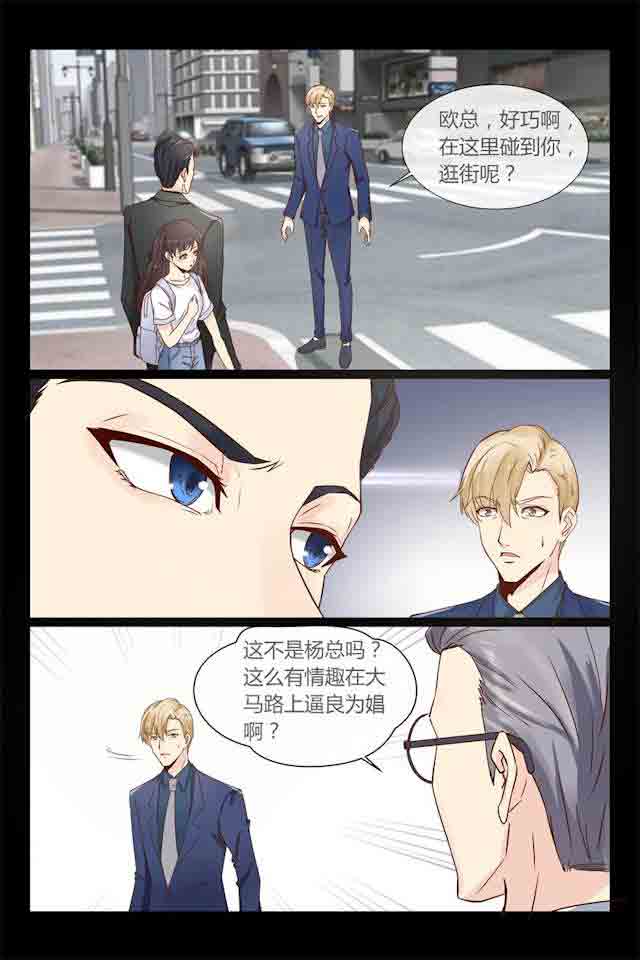 欧总，好巧啊，
在这里碰到你，
逛街呢？
这不是杨总吗？
这么有情趣在大
马路上逼良为娼
啊？